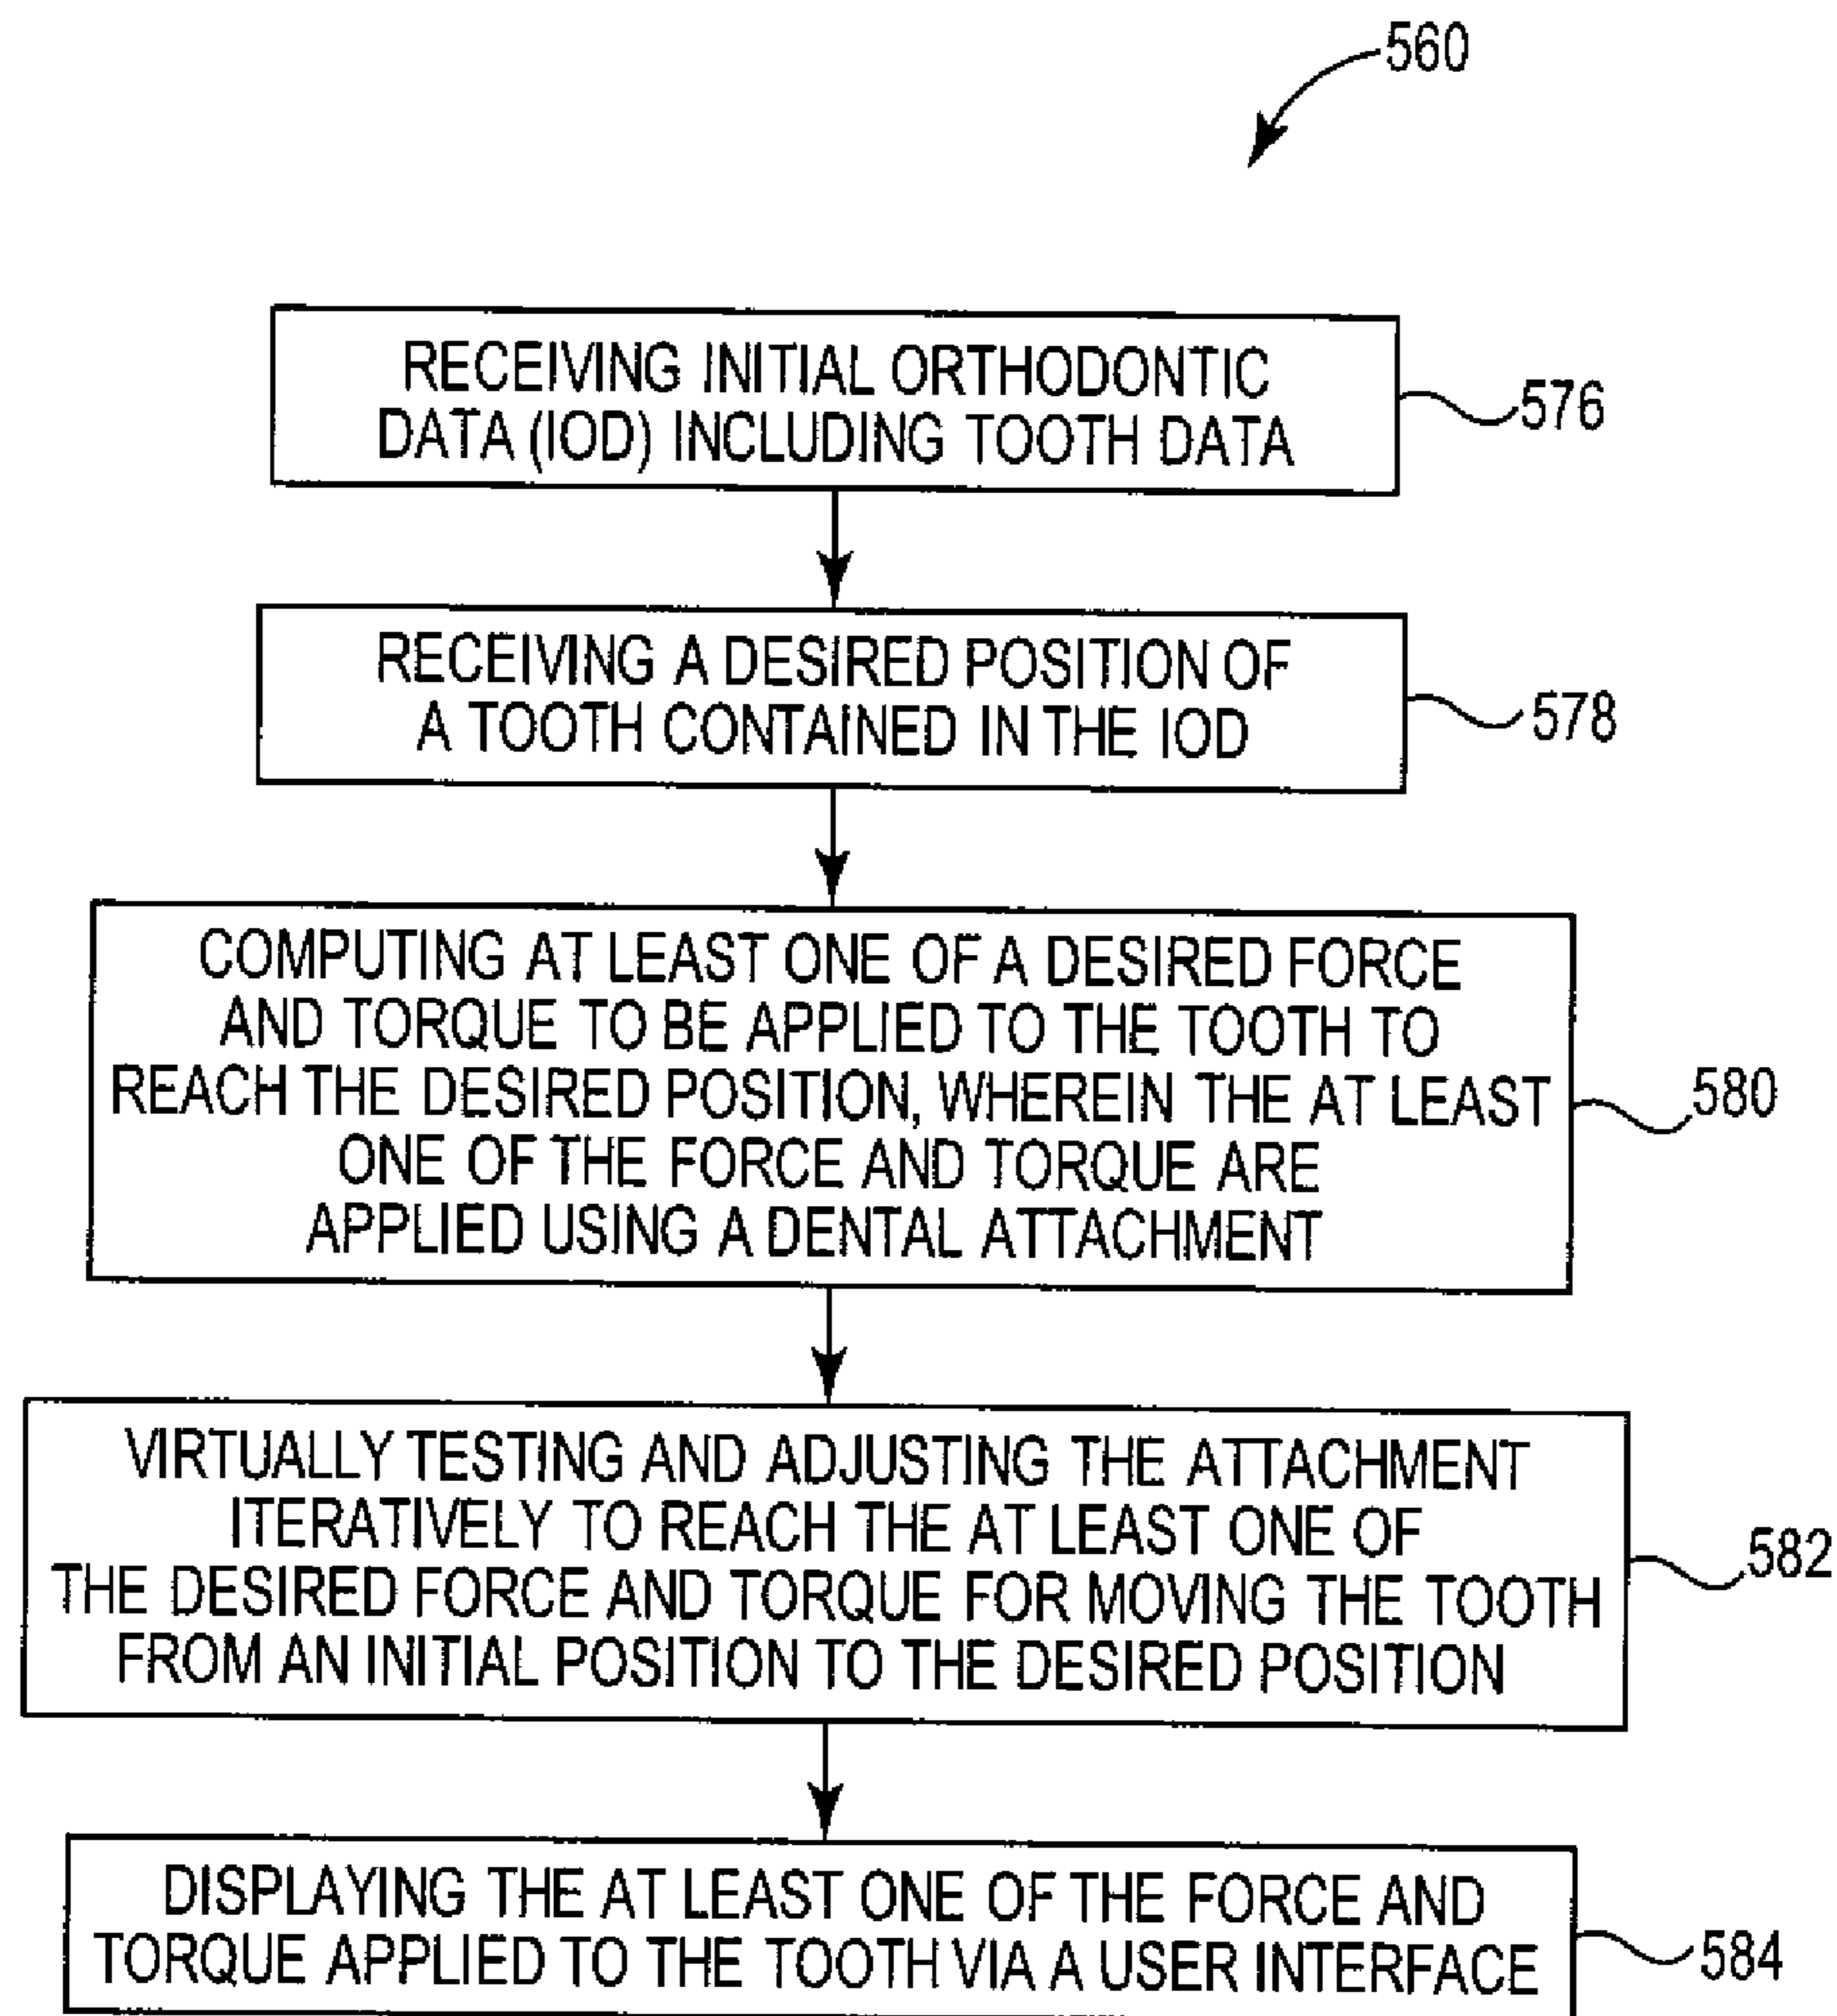 560
RECEIVING INITIAL ORTHODONTIC
DATA (IOD) INCLUDING TOOTH DATA
576
RECEIVING A DESIRED POSITION OF
A TOOTH CONTAINED IN THE IOD
578
COMPUTING AT LEAST ONE OF A DESIRED FORCE
AND TORQUE TO BE APPLIED TO THE TOOTH TO
REACH THE DESIRED POSITION, WHEREIN THE AT LEAST
ONE OF THE FORCE AND TORQUE ARE
APPLIED USING A DENTAL ATTACHMENT
580
VIRTUALLY TESTING AND ADJUSTING THE ATTACHMENT
ITERATIVELY TO REACH THE AT LEAST ONE OF
THE DESIRED FORCE AND TORQUE FOR MOVING THE TOOTH
FROM AN INITIAL POSITION TO THE DESIRED POSITION
582
DISPLAYING THE AT LEAST ONE OF THE FORCE AND
TORQUE APPLIED TO THE TOOTH VIA A USER INTERFACE
584